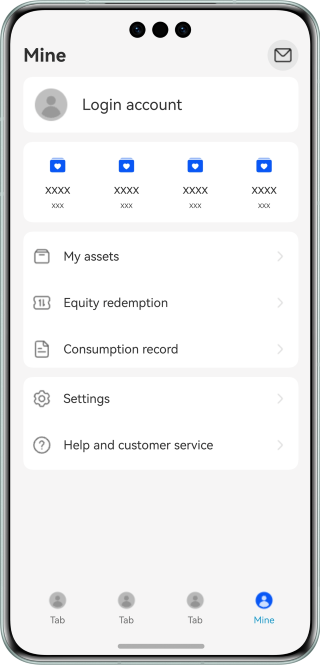 Mine
Login account
XXXX XXXX XXXX XXXX
xxx xxx xxx xxx
My assets
Equity redemption
Consumption record
Settings
Help and customer service
Tab Tab Tab Mine